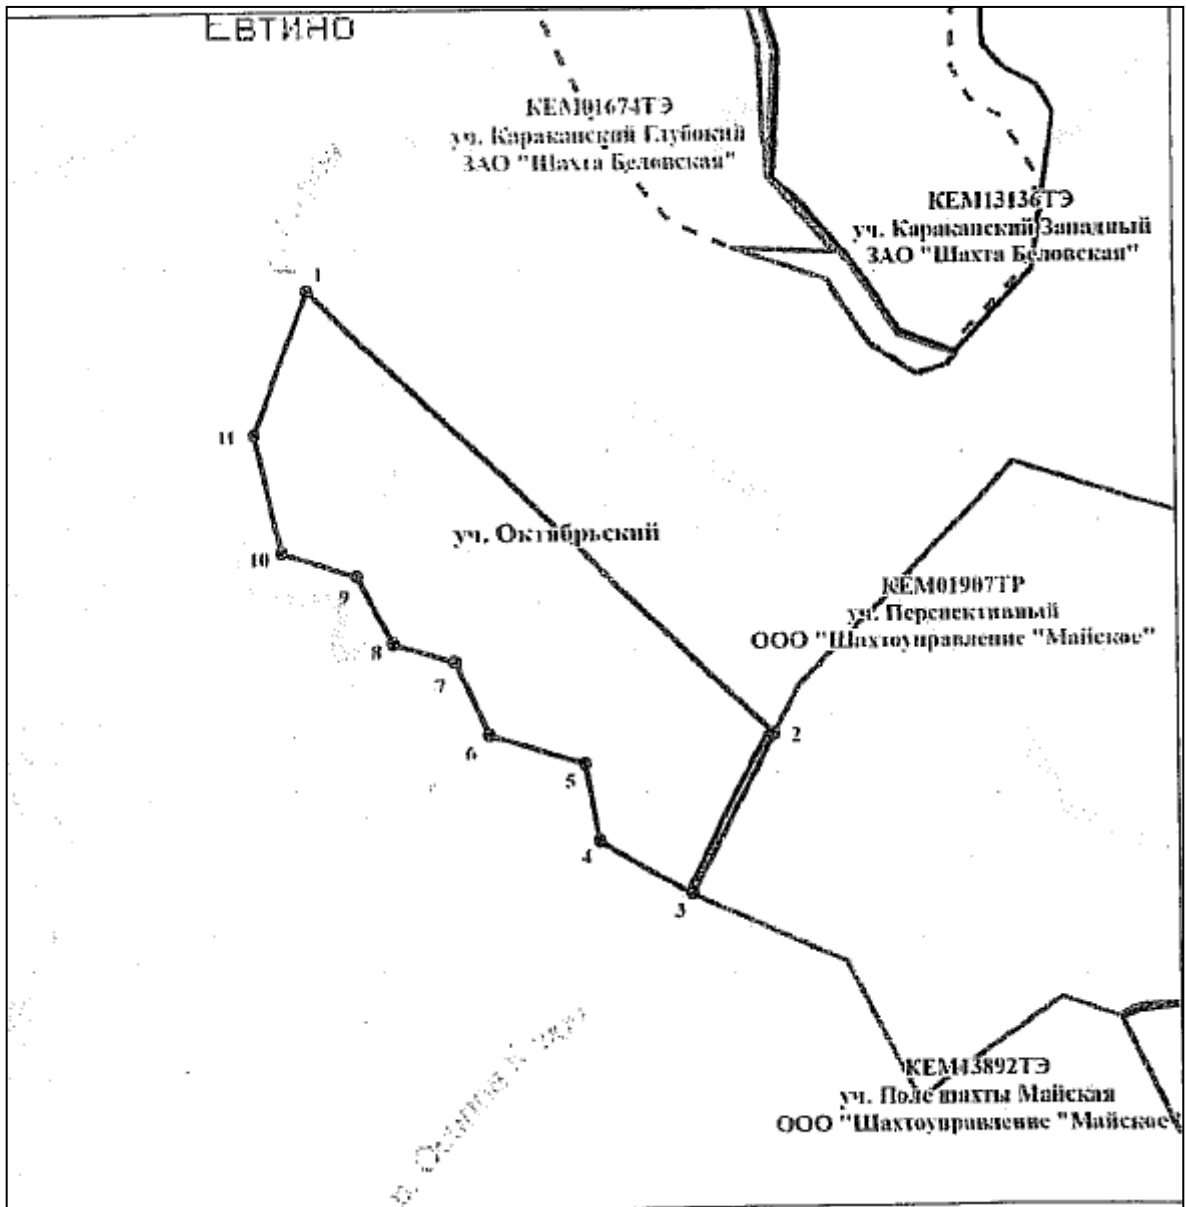 ЕВТИНО
КЕМ01674ТЭ
уч. Караканский Глубокий
ЗАО "Шахта Беловская"
КЕМ13136ТЭ
уч. Караканский Западный
ЗАО "Шахта Беловская"
1
11
уч. Октябрьский
10
9
КЕМ01907ТР
уч. Перспективный
ООО "Шахтоуправление "Майское"
8
7
2
6
5
4
3
КЕМ13892ТЭ
уч. Поле шахты Майская
ООО "Шахтоуправление "Майское"